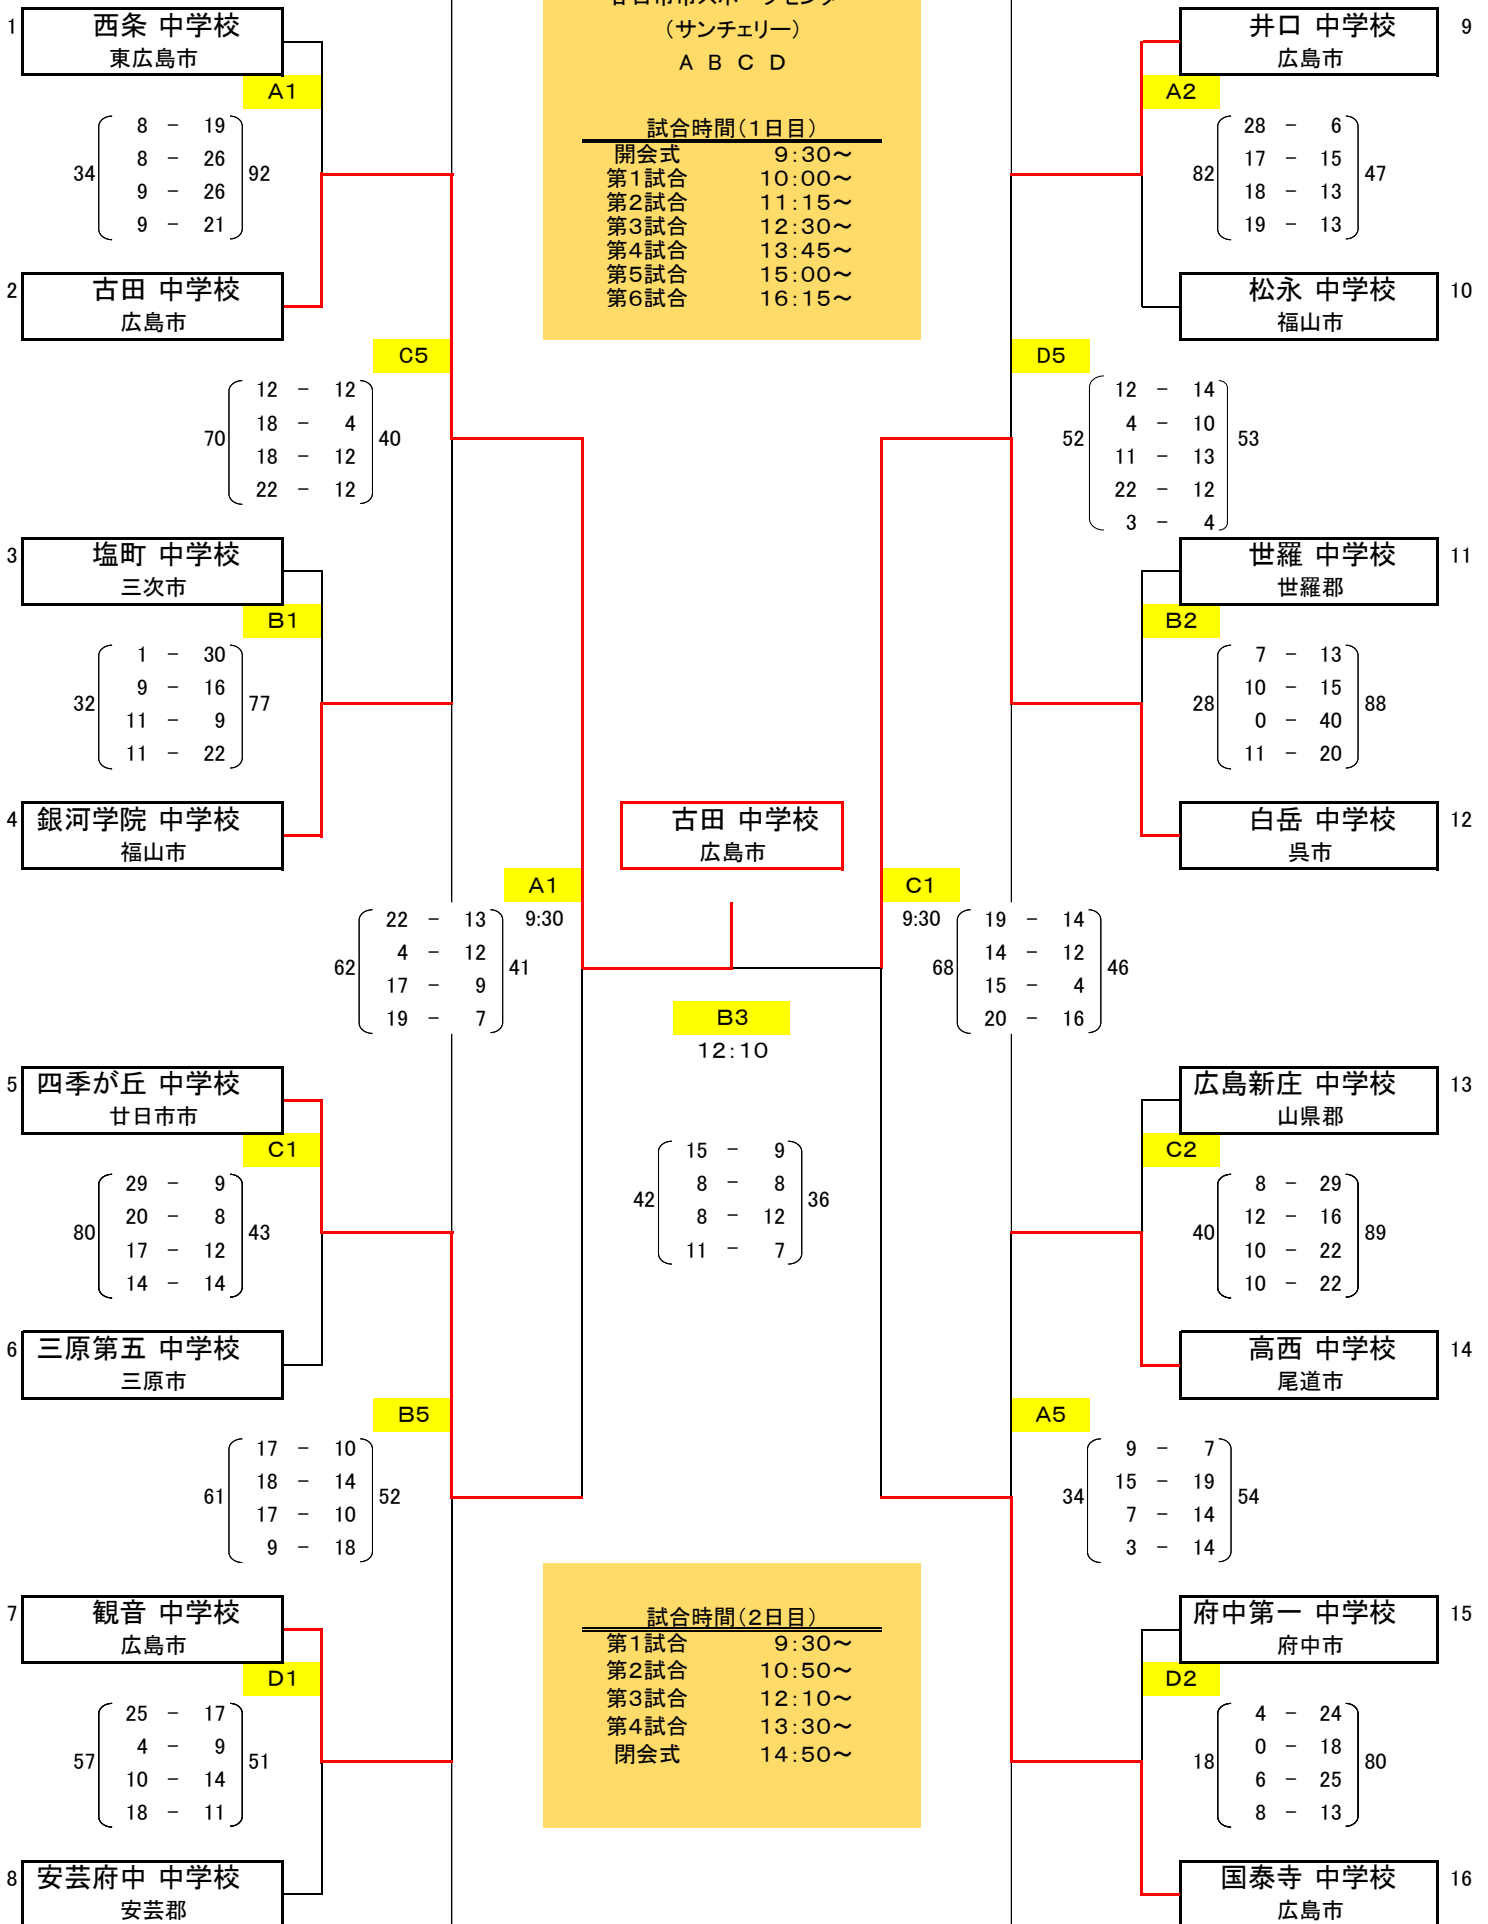 廿日市市スポーツセンター
(サンチェリー)
A B C D
試合時間(1日目)
開会式 9:30~
第1試合 10:00~
第2試合 11:15~
第3試合 12:30~
第4試合 13:45~
第5試合 15:00~
第6試合 16:15~
1 西条 中学校
東広島市
A1
8 - 19
8 - 26
34 92
9 - 26
9 - 21
2 古田 中学校
広島市
C5
12 - 12
18 - 4
70 40
18 - 12
22 - 12
3 塩町 中学校
三次市
B1
1 - 30
9 - 16
32 77
11 - 9
11 - 22
4 銀河学院 中学校
福山市
A1
9:30
22 - 13
4 - 12
62 41
17 - 9
19 - 7
5 四季が丘 中学校
廿日市市
C1
29 - 9
20 - 8
80 43
17 - 12
14 - 14
6 三原第五 中学校
三原市
B5
17 - 10
18 - 14
61 52
17 - 10
9 - 18
7 観音 中学校
広島市
D1
25 - 17
4 - 9
57 51
10 - 14
18 - 11
8 安芸府中 中学校
安芸郡
古田 中学校
広島市
B3
12:10
15 - 9
8 - 8
42 36
8 - 12
11 - 7
試合時間(2日目)
第1試合 9:30~
第2試合 10:50~
第3試合 12:10~
第4試合 13:30~
閉会式 14:50~
井口 中学校 9
広島市
A2
28 - 6
17 - 15
82 47
18 - 13
19 - 13
松永 中学校 10
福山市
D5
12 - 14
4 - 10
52 53
11 - 13
22 - 12
3 - 4
世羅 中学校 11
世羅郡
B2
7 - 13
10 - 15
28 88
0 - 40
11 - 20
白岳 中学校 12
呉市
C1
9:30
19 - 14
14 - 12
68 46
15 - 4
20 - 16
広島新庄 中学校 13
山県郡
C2
8 - 29
12 - 16
40 89
10 - 22
10 - 22
高西 中学校 14
尾道市
A5
9 - 7
15 - 19
34 54
7 - 14
3 - 14
府中第一 中学校 15
府中市
D2
4 - 24
0 - 18
18 80
6 - 25
8 - 13
国泰寺 中学校 16
広島市